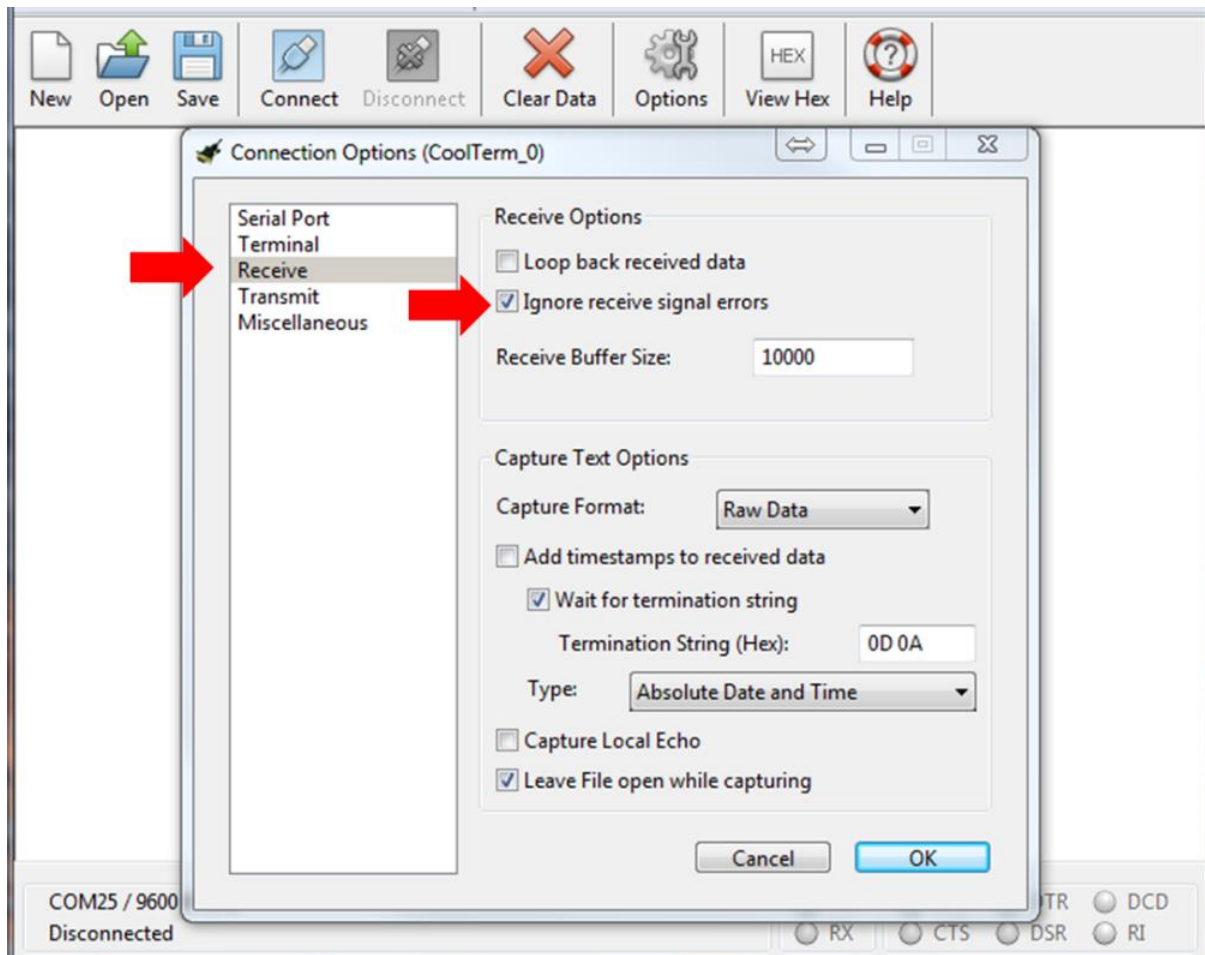 New Open Save Connect Disconnect Clear Data Options View Hex Help
HEX
Connection Options (CoolTerm_0)
Serial Port
Terminal
Receive
Transmit
Miscellaneous
Receive Options
Loop back received data
Ignore receive signal errors
Receive Buffer Size: 10000
Capture Text Options
Capture Format: Raw Data
Add timestamps to received data
Wait for termination string
Termination String (Hex): 0D 0A
Type: Absolute Date and Time
Capture Local Echo
Leave File open while capturing
Cancel OK
COM25 / 9600 DCD
Disconnected RX CTS DSR RI